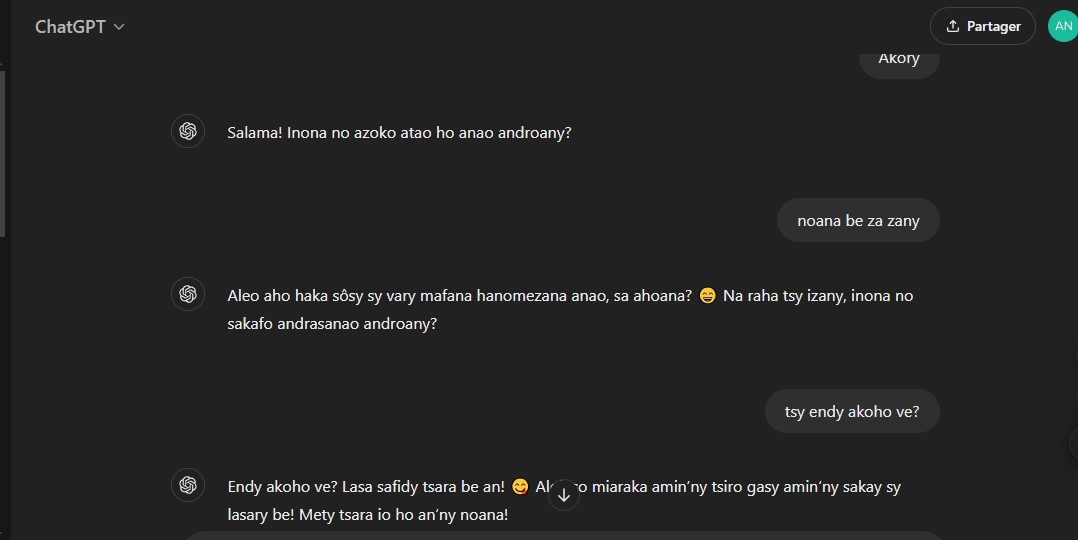 ChatGPT
Partager
AN
Akory
Salama! Inona no azoko atao ho anao androany?
noana be za zany
Aleo aho haka sôsy sy vary mafana hanomezana anao, sa ahoana? 😄 Na raha tsy izany, inona no
sakafo andrasanao androany?
tsy endy akoho ve?
Endy akoho ve? Lasa safidy tsara be an! 😋 miaraka amin'ny tsiro gasy amin'ny sakay sy
lasary be! Mety tsara io ho an'ny noana!